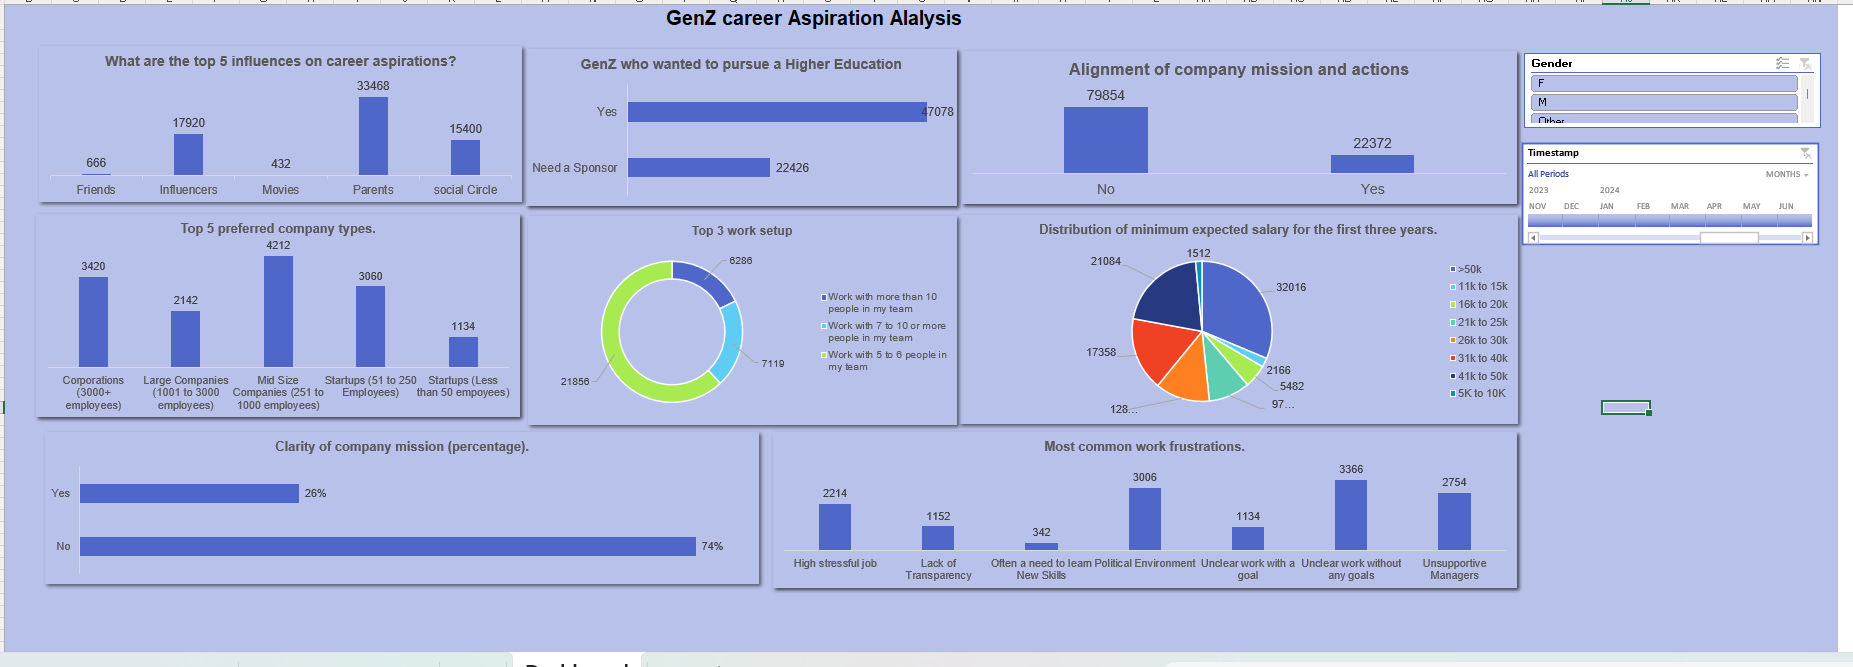 GenZ career Aspiration Alalysis
What are the top 5 influences on career aspirations?
666
17920
432
33468
15400
Friends
Influencers
Movies
Parents
social Circle
GenZ who wanted to pursue a Higher Education
Yes
47078
Need a Sponsor
22426
Alignment of company mission and actions
79854
22372
No
Yes
Gender
F
M
Other
Timestamp
All Periods
MONTHS
2023
2024
NOV
DEC
JAN
FEB
MAR
APR
MAY
JUN
Top 5 preferred company types.
3420
2142
4212
3060
1134
Corporations
(3000+
employees)
Large Companies
(1001 to 3000
employees)
Mid Size
Companies (251 to
1000 employees)
Startups (51 to 250
Employees)
Startups (Less
than 50 empoyees)
Top 3 work setup
6286
7119
21856
Work with more than 10
people in my team
Work with 7 to 10 or more
people in my team
Work with 5 to 6 people in
my team
Distribution of minimum expected salary for the first three years.
1512
21084
32016
17358
2166
5482
97...
128...
>50k
11k to 15k
16k to 20k
21k to 25k
26k to 30k
31k to 40k
41k to 50k
5K to 10K
Clarity of company mission (percentage).
Yes
26%
No
74%
Most common work frustrations.
2214
1152
342
3006
1134
3366
2754
High stressful job
Lack of
Transparency
Often a need to learn
New Skills
Political Environment
Unclear work with a
goal
Unclear work without
any goals
Unsupportive
Managers